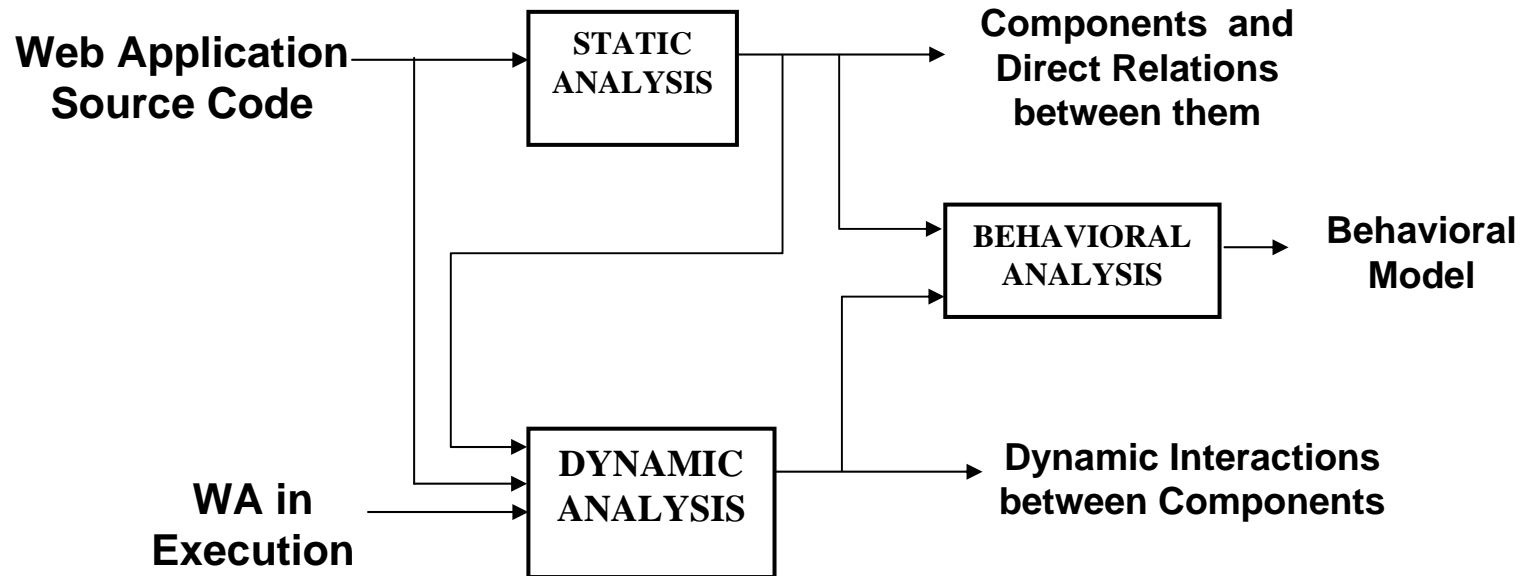 Web Application
Source Code
STATIC
ANALYSIS
Components and
Direct Relations
between them
BEHAVIORAL
ANALYSIS
Behavioral
Model
WA in
Execution
DYNAMIC
ANALYSIS
Dynamic Interactions
between Components